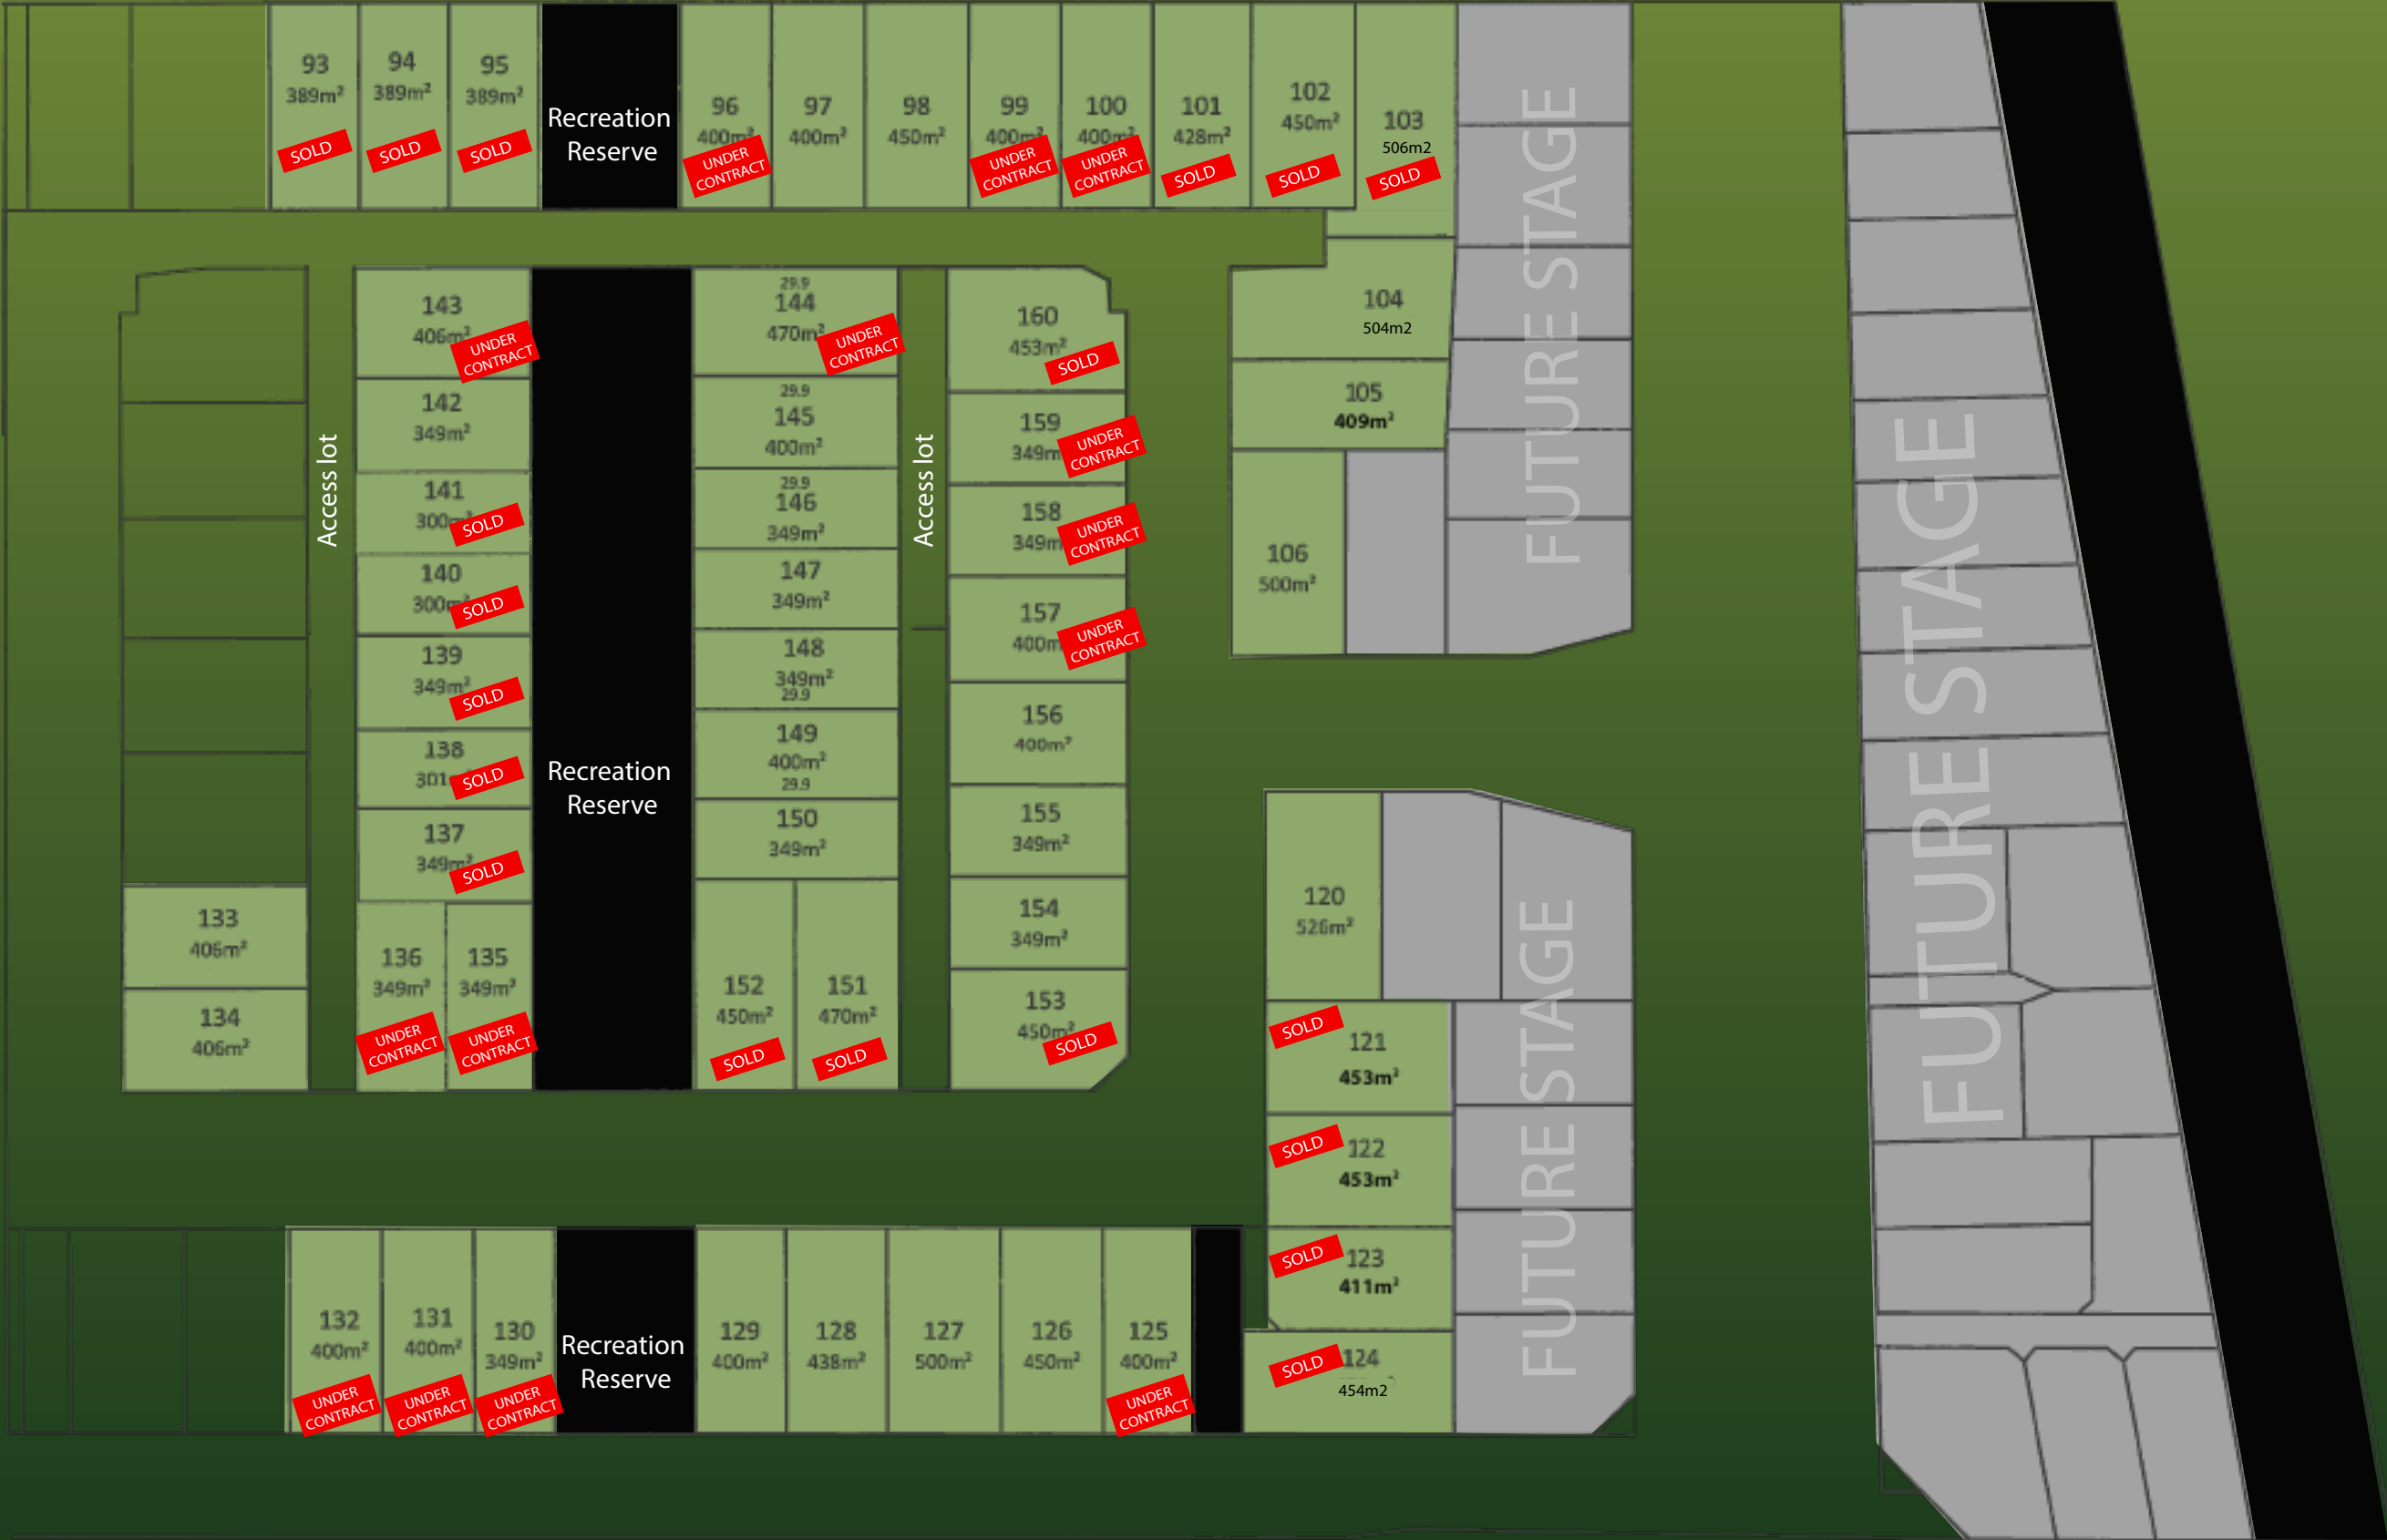 93
389m²
SOLD
94
389m²
SOLD
95
389m²
SOLD
Recreation
Reserve
96
400m²
UNDER
CONTRACT
97
400m²
98
450m²
99
400m²
UNDER
CONTRACT
100
400m²
UNDER
CONTRACT
101
428m²
SOLD
102
450m²
SOLD
103
506m2
SOLD
FUTURE STAGE
104
504m2
105
409m²
106
500m²
Access lot
143
406m²
UNDER
CONTRACT
142
349m²
141
300m²
SOLD
140
300m²
SOLD
139
349m²
SOLD
138
301
SOLD
137
349m²
SOLD
136
349m²
UNDER
CONTRACT
135
349m²
UNDER
CONTRACT
133
406m²
134
406m²
Recreation
Reserve
29.9
144
470m²
UNDER
CONTRACT
29.9
145
400m²
29.9
146
349m²
147
349m²
148
349m²
29.9
149
400m²
29.9
150
349m²
152
450m²
SOLD
151
470m²
SOLD
Access lot
160
453m²
SOLD
159
349m
UNDER
CONTRACT
158
349m
UNDER
CONTRACT
157
400m
UNDER
CONTRACT
156
400m²
155
349m²
154
349m²
153
450m²
SOLD
120
526m²
SOLD
121
453m²
SOLD
122
453m²
SOLD
123
411m²
SOLD
124
454m2
FUTURE STAGE
FUTURE STAGE
132
400m²
UNDER
CONTRACT
131
400m²
UNDER
CONTRACT
130
349m²
UNDER
CONTRACT
Recreation
Reserve
129
400m²
128
438m²
127
500m²
126
450m²
125
400m²
UNDER
CONTRACT